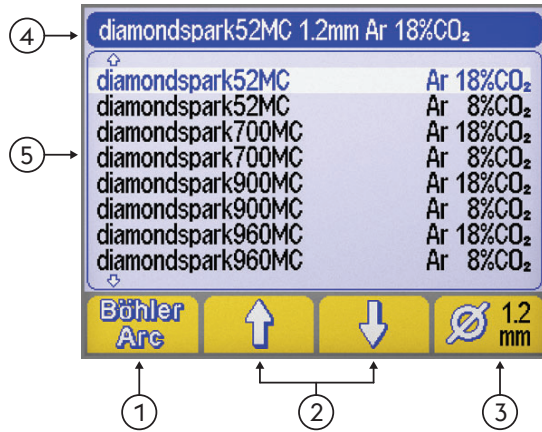 ④ diamondspark52MC 1.2mm Ar 18%CO₂
⑤
diamondspark52MC Ar 18%CO₂
diamondspark52MC Ar 8%CO₂
diamondspark700MC Ar 18%CO₂
diamondspark700MC Ar 8%CO₂
diamondspark900MC Ar 18%CO₂
diamondspark900MC Ar 8%CO₂
diamondspark960MC Ar 18%CO₂
diamondspark960MC Ar 8%CO₂
Böhler Ø 1.2
Arc mm
① ② ③